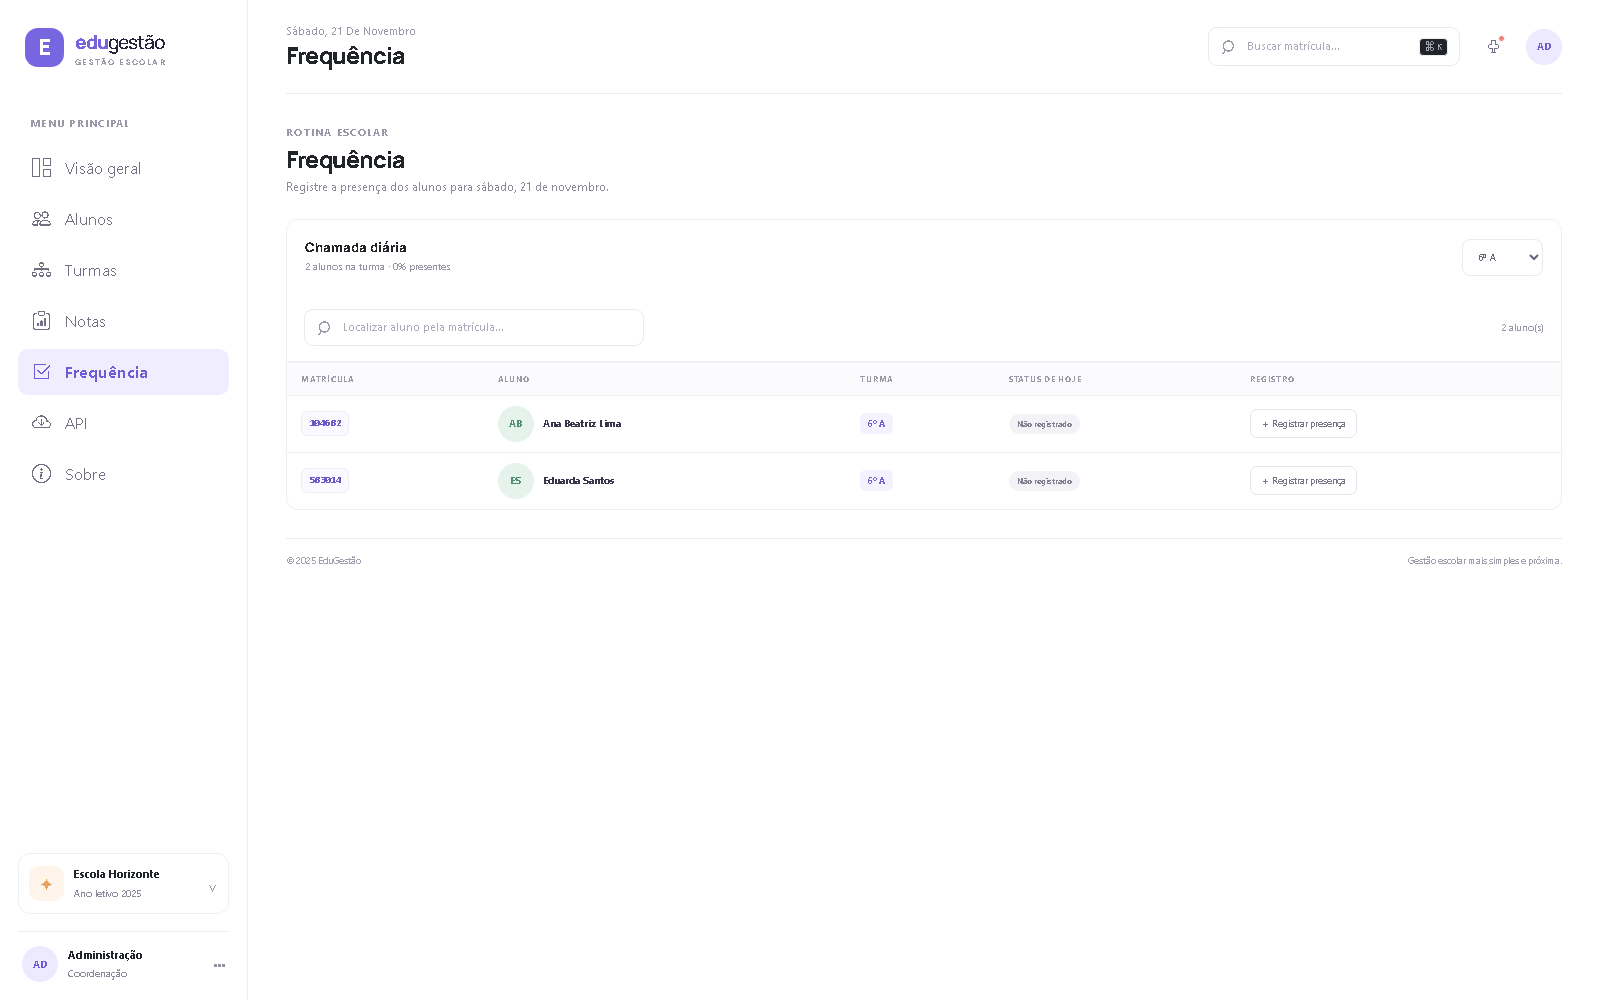 E
edugestão
GESTÃO ESCOLAR
MENU PRINCIPAL
Visão geral
Alunos
Turmas
Notas
Frequência
API
Sobre
Escola Horizonte
Ano letivo 2025
AD
Administração
Coordenação
Sábado, 21 De Novembro
Frequência
Buscar matrícula...
⌘ K
AD
ROTINA ESCOLAR
Frequência
Registre a presença dos alunos para sábado, 21 de novembro.
Chamada diária
2 alunos na turma · 0% presentes
6º A
Localizar aluno pela matrícula...
2 aluno(s)
MATRÍCULA ALUNO TURMA STATUS DE HOJE REGISTRO
104662 AB Ana Beatriz Lima 6º A Não registrado + Registrar presença
583014 ES Eduarda Santos 6º A Não registrado + Registrar presença
© 2025 EduGestão
Gestão escolar mais simples e próxima.